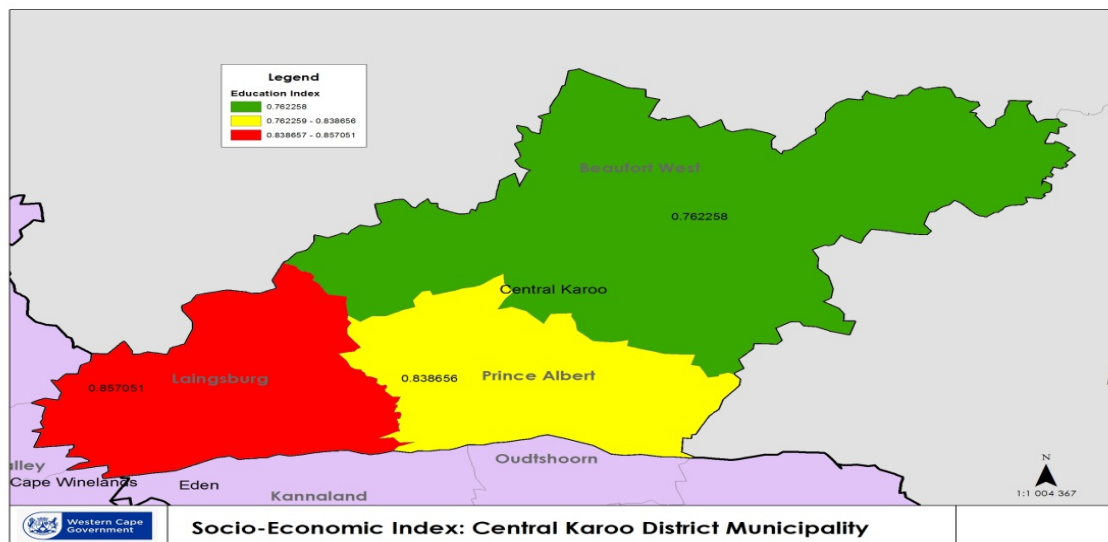 Legend
Education Index
0.762258
0.762259 - 0.838656
0.838657 - 0.857051
Beaufort West
0.762258
Central Karoo
0.857051
Laingsburg
0.838656
Prince Albert
alley
Oudtshoorn
Cape Winelands
Eden
Kannaland
N
1:1 004 367
Western Cape
Government
Socio-Economic Index: Central Karoo District Municipality